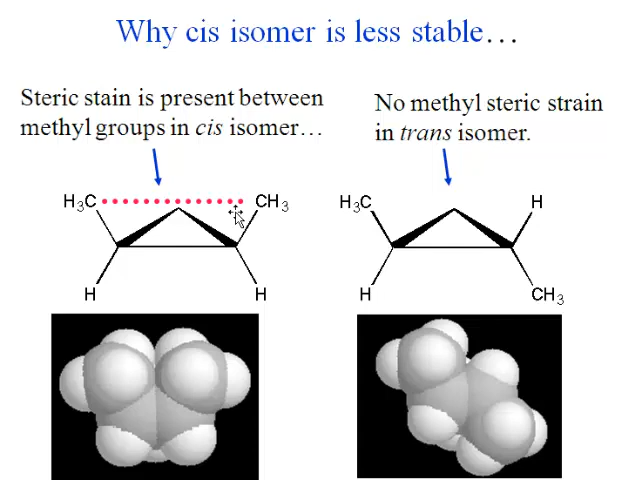 Why cis isomer is less stable…
Steric stain is present between
methyl groups in cis isomer…
No methyl steric strain
in trans isomer.
H₃C CH₃
H H
H₃C H
H CH₃